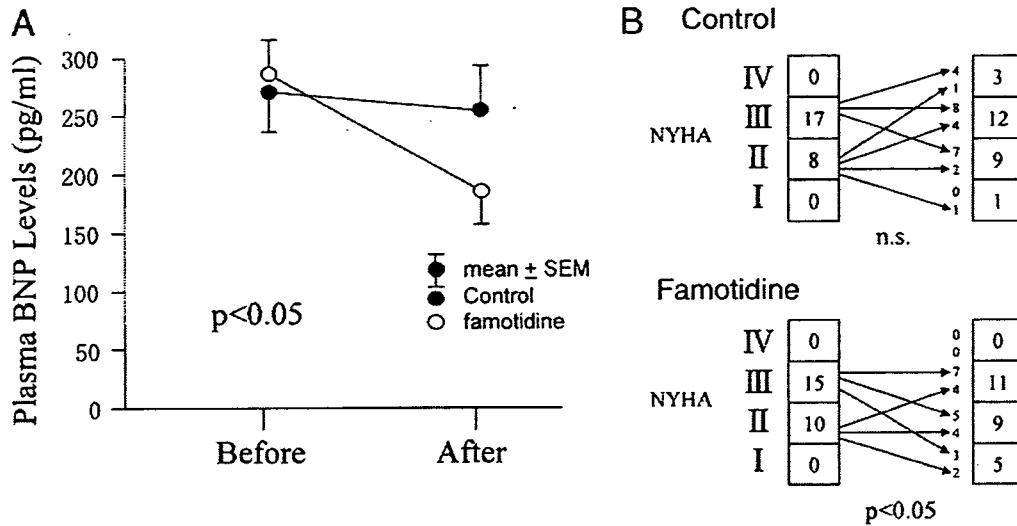 A
Plasma BNP Levels (pg/ml)
300
250
200
150
100
50
0
Before
After
p<0.05
mean ± SEM
Control
famotidine
B
Control
NYHA
IV 0 4 1 3
III 17 8 4 12
II 8 7 2 9
I 0 0 1 1
n.s.
Famotidine
NYHA
IV 0 0 0 0
III 15 7 4 11
II 10 5 4 9
I 0 3 2 5
p<0.05